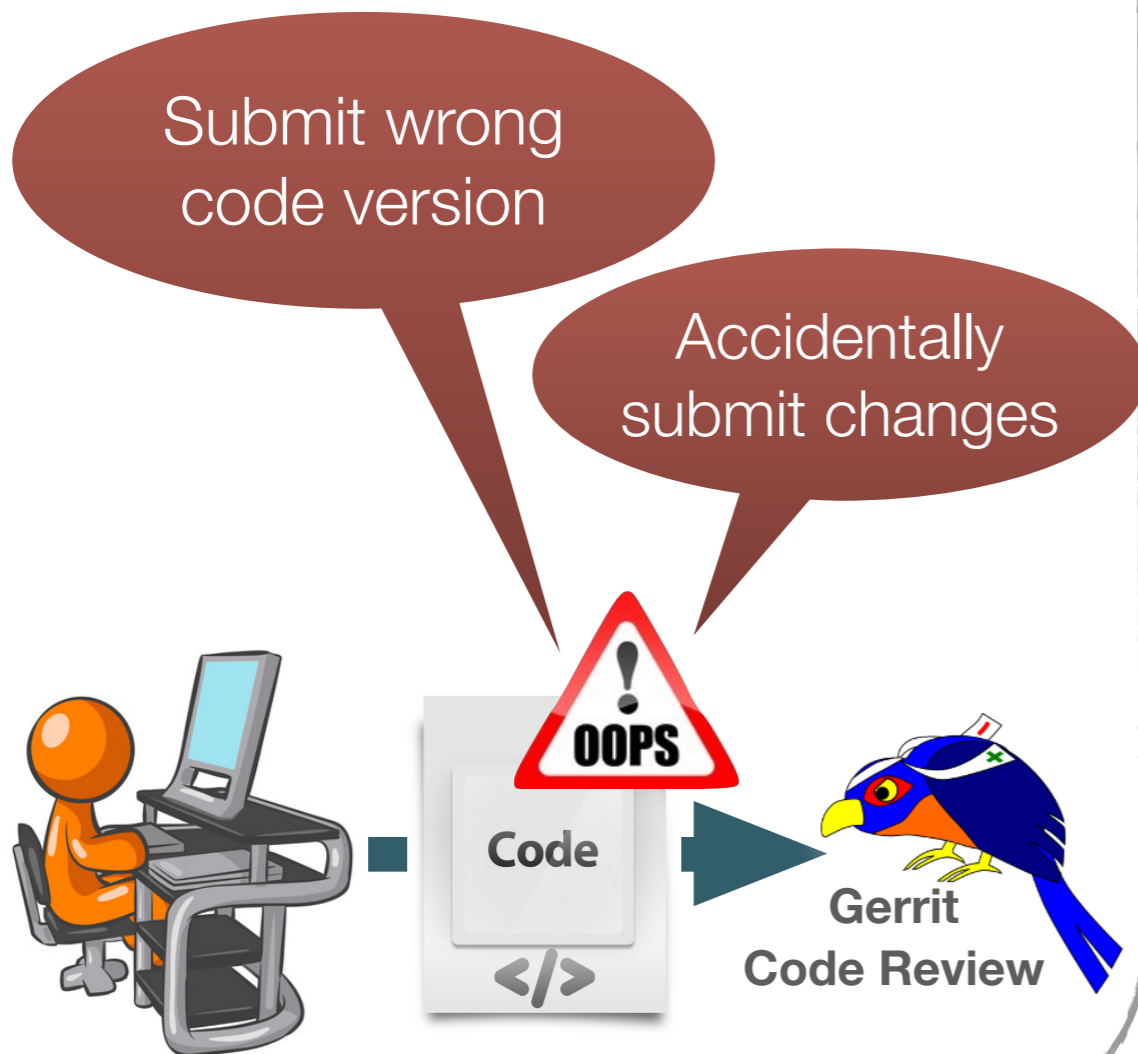 Submit wrong
code version
Accidentally
submit changes
!
OOPS
Code
</>
Gerrit
Code Review